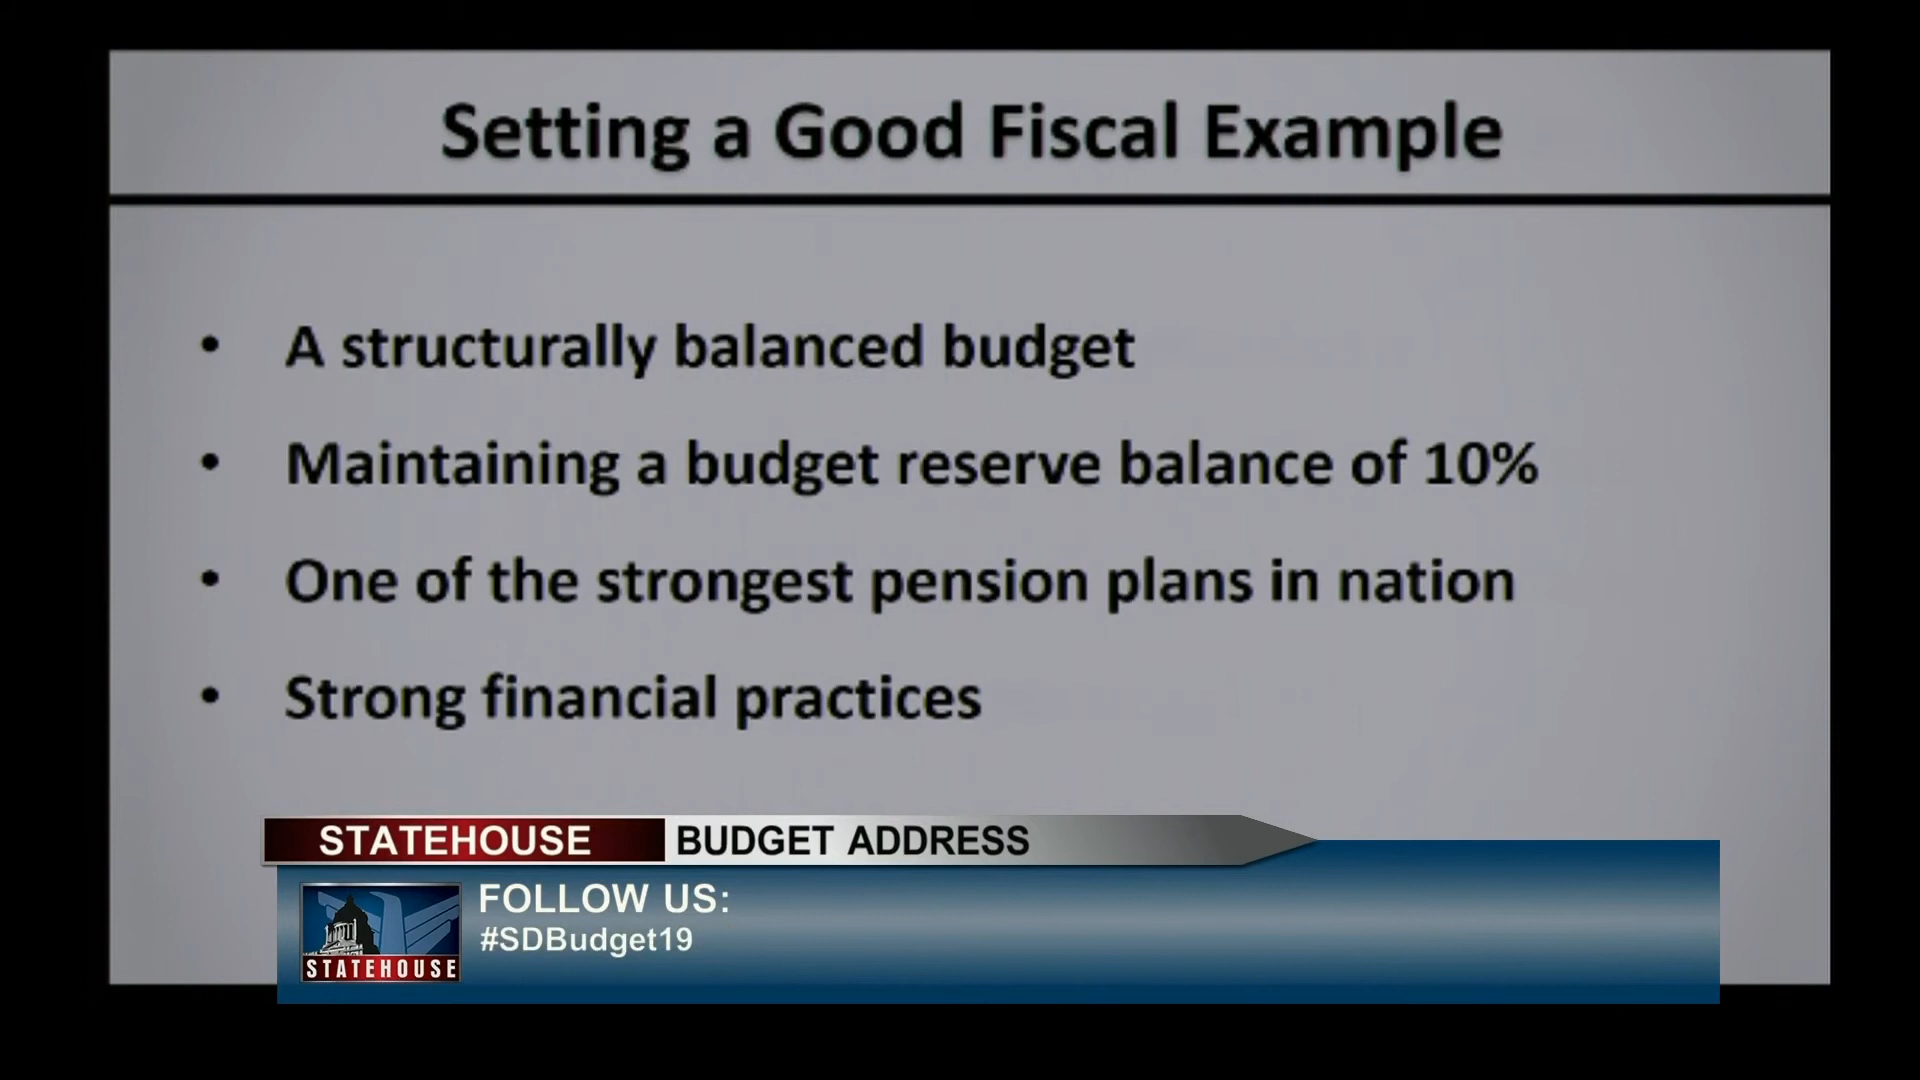 Setting a Good Fiscal Example
• A structurally balanced budget
• Maintaining a budget reserve balance of 10%
• One of the strongest pension plans in nation
• Strong financial practices
STATEHOUSE BUDGET ADDRESS
FOLLOW US:
#SDBudget19
STATEHOUSE